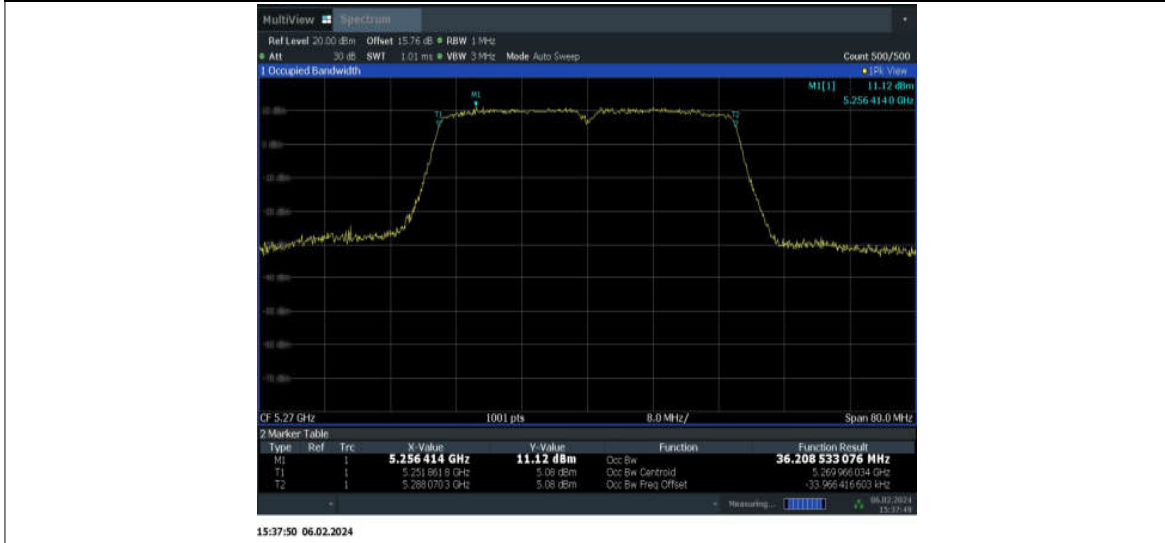 MultiView Spectrum
Ref Level 20.00 dBm Offset 15.76 dB RBW 1 MHz
Att 30 dB SWT 1.01 ms VBW 3 MHz Mode Auto Sweep Count 500/500
1 Occupied Bandwidth 1Pk View
M1[1] 11.12 dBm
5.256 414 0 GHz
M1
T1 T2
CF 5.27 GHz 1001 pts 8.0 MHz/ Span 80.0 MHz
2 Marker Table
Type Ref Trc X-Value Y-Value Function Function Result
M1 1 5.256 414 GHz 11.12 dBm Occ Bw 36.208 533 076 MHz
T1 1 5.251 861 8 GHz 5.08 dBm Occ Bw Centroid 5.269 966 034 GHz
T2 1 5.288 070 3 GHz 5.08 dBm Occ Bw Freq Offset -33.966 416 603 kHz
Measuring... 06.02.2024
15:37:49
15:37:50 06.02.2024